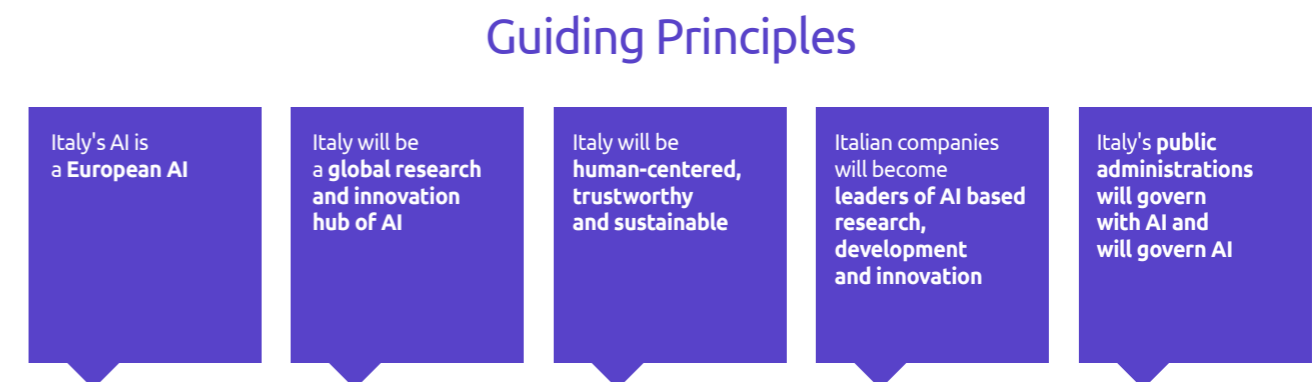 Guiding Principles
Italy's AI is
a European AI
Italy will be
a global research
and innovation
hub of AI
Italy will be
human-centered,
trustworthy
and sustainable
Italian companies
will become
leaders of AI based
research,
development
and innovation
Italy's public
administrations
will govern
with AI and
will govern AI